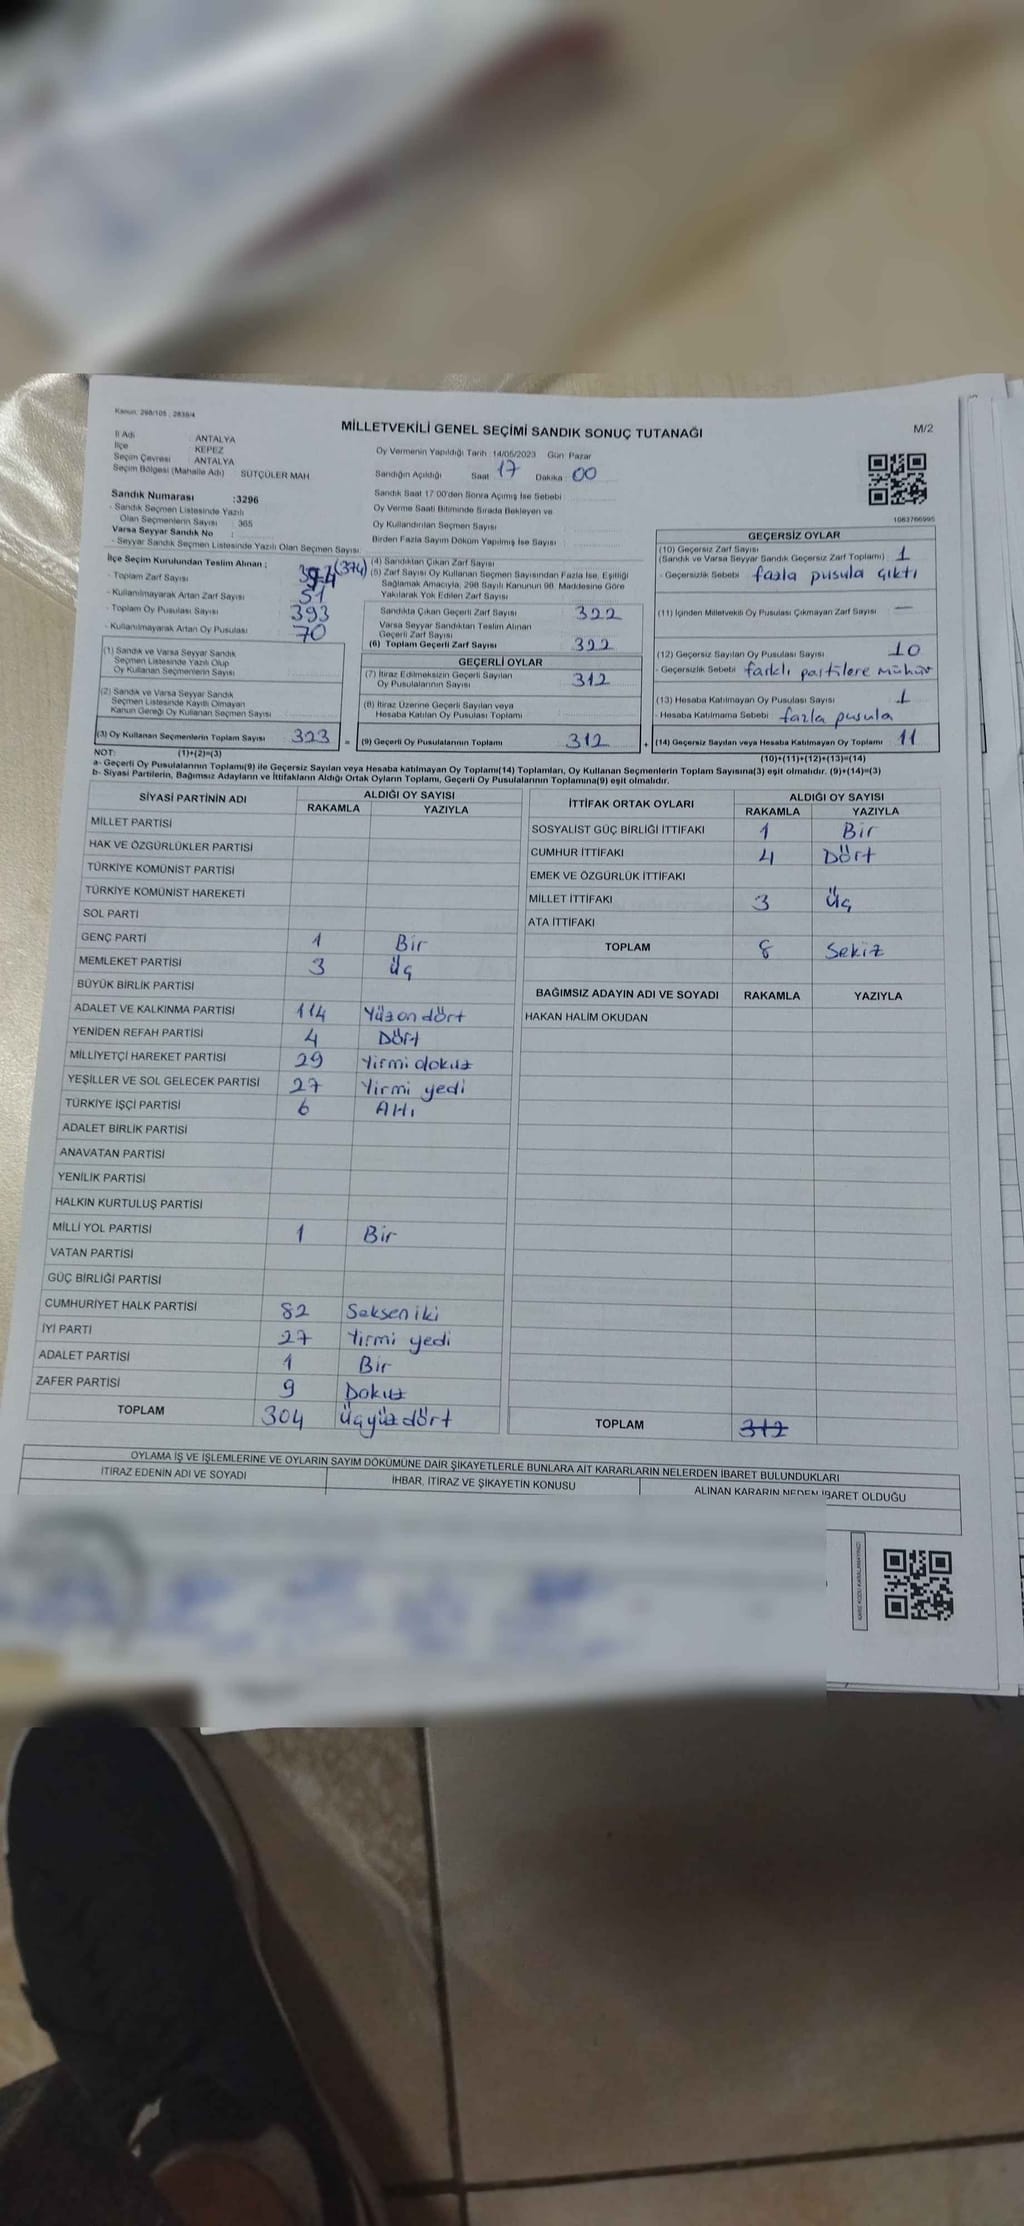 Kanun: 298/105 ; 2839/4
MİLLETVEKİLİ GENEL SEÇİMİ SANDIK SONUÇ TUTANAĞI
M/2
İl Adı : ANTALYA
İlçe : KEPEZ
Seçim Çevresi : ANTALYA
Seçim Bölgesi (Mahalle Adı) : SÜTÇÜLER MAH
Oy Vermenin Yapıldığı Tarih :14/05/2023 Gün Pazar
Sandığın Açıldığı Saat 17 Dakika 00
Sandık Saat 17 00'den Sonra Açımış İse Sebebi
Oy Verme Saati Bitiminde Sırada Bekleyen ve
Oy Kullandırılan Seçmen Sayısı
Birden Fazla Sayım Döküm Yapılmış İse Sayısı
Sandık Numarası :3296
- Sandık Seçmen Listesinde Yazılı
Olan Seçmenlerin Sayısı : 365
Varsa Seyyar Sandık No :
- Seyyar Sandık Seçmen Listesinde Yazılı Olan Seçmen Sayısı:
1083766995
İlçe Seçim Kurulundan Teslim Alınan ;
- Toplam Zarf Sayısı (374)
- Kullanılmayarak Artan Zarf Sayısı 51
- Toplam Oy Pusulası Sayısı 393
- Kullanılmayarak Artan Oy Pusulası 70
(1) Sandık ve Varsa Seyyar Sandık
Seçmen Listesinde Yazılı Olup
Oy Kullanan Seçmenlerin Sayısı
(2) Sandık ve Varsa Seyyar Sandık
Seçmen Listesinde Kayıtlı Olmayan
Kanun Gereği Oy Kullanan Seçmen Sayısı
(3) Oy Kullanan Seçmenlerin Toplam Sayısı 323 =
(4) Sandıktan Çıkan Zarf Sayısı
(5) Zarf Sayısı Oy Kullanan Seçmen Sayısından Fazla İse, Eşitliği
Sağlamak Amacıyla, 298 Sayılı Kanunun 98. Maddesine Göre
Yakılarak Yok Edilen Zarf Sayısı
Sandıkta Çıkan Geçerli Zarf Sayısı 322
Varsa Seyyar Sandıktan Teslim Alınan
Geçerli Zarf Sayısı
(6) Toplam Geçerli Zarf Sayısı 322
GEÇERLİ OYLAR
(7) İtiraz Edilmeksizin Geçerli Sayılan
Oy Pusulalarının Sayısı 312
(8) İtiraz Üzerine Geçerli Sayılan veya
Hesaba Katılan Oy Pusulası Toplamı
(9) Geçerli Oy Pusulalarının Toplamı 312 +
GEÇERSİZ OYLAR
(10) Geçersiz Zarf Sayısı
(Sandık ve Varsa Seyyar Sandık Geçersiz Zarf Toplamı) 1
- Geçersizlik Sebebi fazla pusula çıktı
(11) İçinden Milletvekili Oy Pusulası Çıkmayan Zarf Sayısı —
(12) Geçersiz Sayılan Oy Pusulası Sayısı 10
- Geçersizlik Sebebi farklı partilere mühür
(13) Hesaba Katılmayan Oy Pusulası Sayısı 1
- Hesaba Katılmama Sebebi fazla pusula
(14) Geçersiz Sayılan veya Hesaba Katılmayan Oy Toplamı 11
NOT: (1)+(2)=(3)
(10)+(11)+(12)+(13)=(14)
a- Geçerli Oy Pusulalarının Toplamı(9) ile Geçersiz Sayılan veya Hesaba katılmayan Oy Toplamı(14) Toplamları, Oy Kullanan Seçmenlerin Toplam Sayısına(3) eşit olmalıdır. (9)+(14)=(3)
b- Siyasi Partilerin, Bağımsız Adayların ve İttifakların Aldığı Ortak Oyların Toplamı, Geçerli Oy Pusulalarının Toplamına(9) eşit olmalıdır.
SİYASİ PARTİNİN ADI ALDIĞI OY SAYISI
RAKAMLA YAZIYLA
MİLLET PARTİSİ
HAK VE ÖZGÜRLÜKLER PARTİSİ
TÜRKİYE KOMÜNİST PARTİSİ
TÜRKİYE KOMÜNİST HAREKETİ
SOL PARTİ
GENÇ PARTİ 1 Bir
MEMLEKET PARTİSİ 3 Üç
BÜYÜK BİRLİK PARTİSİ
ADALET VE KALKINMA PARTİSİ 114 Yüzondört
YENİDEN REFAH PARTİSİ 4 Dört
MİLLİYETÇİ HAREKET PARTİSİ 29 Yirmi dokuz
YEŞİLLER VE SOL GELECEK PARTİSİ 27 Yirmi yedi
TÜRKİYE İŞÇİ PARTİSİ 6 Altı
ADALET BİRLİK PARTİSİ
ANAVATAN PARTİSİ
YENİLİK PARTİSİ
HALKIN KURTULUŞ PARTİSİ
MİLLİ YOL PARTİSİ 1 Bir
VATAN PARTİSİ
GÜÇ BİRLİĞİ PARTİSİ
CUMHURİYET HALK PARTİSİ 82 Seksen iki
İYİ PARTİ 27 Yirmi yedi
ADALET PARTİSİ 1 Bir
ZAFER PARTİSİ 9 Dokuz
TOPLAM 304 Üçyüzdört
İTTİFAK ORTAK OYLARI ALDIĞI OY SAYISI
RAKAMLA YAZIYLA
SOSYALİST GÜÇ BİRLİĞİ İTTİFAKI 1 Bir
CUMHUR İTTİFAKI 4 Dört
EMEK VE ÖZGÜRLÜK İTTİFAKI
MİLLET İTTİFAKI 3 Üç
ATA İTTİFAKI
TOPLAM 8 Sekiz
BAĞIMSIZ ADAYIN ADI VE SOYADI RAKAMLA YAZIYLA
HAKAN HALİM OKUDAN
TOPLAM 312
OYLAMA İŞ VE İŞLEMLERİNE VE OYLARIN SAYIM DÖKÜMÜNE DAİR ŞİKAYETLERLE BUNLARA AİT KARARLARIN NELERDEN İBARET BULUNDUKLARI
İTİRAZ EDENİN ADI VE SOYADI
İHBAR, İTİRAZ VE ŞİKAYETİN KONUSU
ALINAN KARARIN NEDEN İBARET OLDUĞU